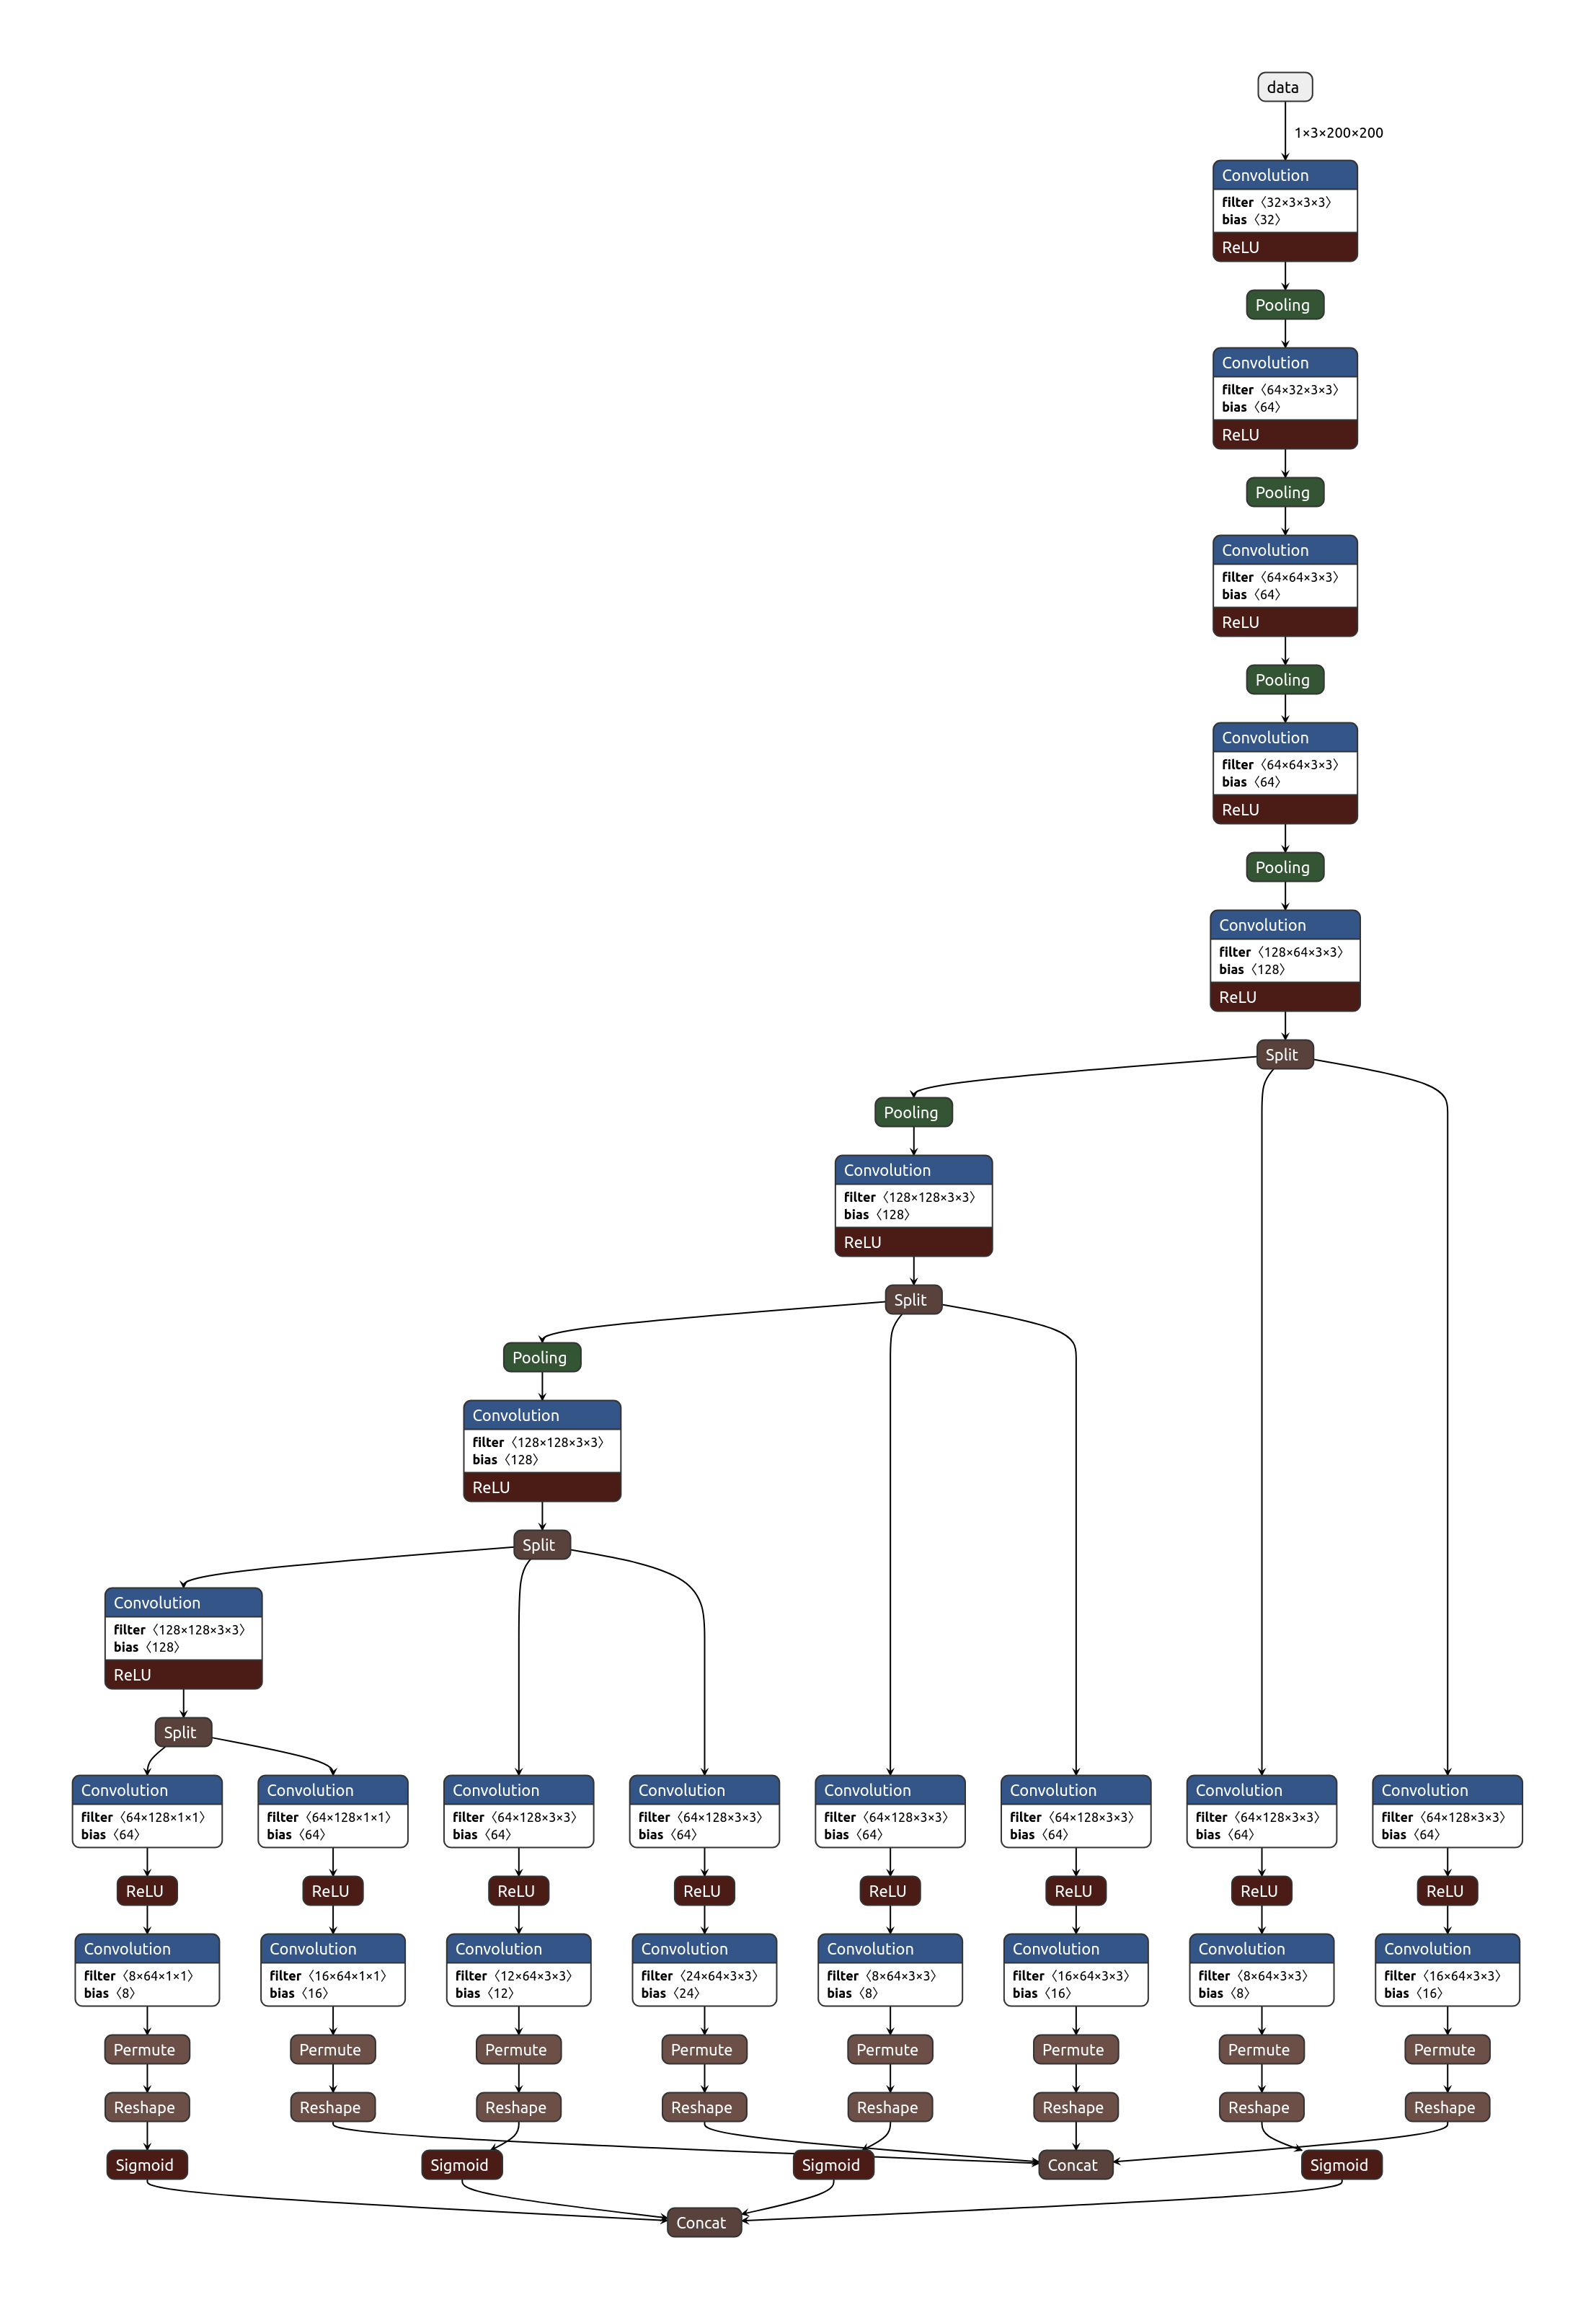 data
1×3×200×200
Convolution
filter〈32×3×3×3〉
bias〈32〉
ReLU
Pooling
Convolution
filter〈64×32×3×3〉
bias〈64〉
ReLU
Pooling
Convolution
filter〈64×64×3×3〉
bias〈64〉
ReLU
Pooling
Convolution
filter〈64×64×3×3〉
bias〈64〉
ReLU
Pooling
Convolution
filter〈128×64×3×3〉
bias〈128〉
ReLU
Split
Pooling
Convolution
filter〈128×128×3×3〉
bias〈128〉
ReLU
Split
Pooling
Convolution
filter〈128×128×3×3〉
bias〈128〉
ReLU
Split
Convolution
filter〈128×128×3×3〉
bias〈128〉
ReLU
Split
Convolution Convolution Convolution Convolution Convolution Convolution Convolution Convolution
filter〈64×128×1×1〉 filter〈64×128×1×1〉 filter〈64×128×3×3〉 filter〈64×128×3×3〉 filter〈64×128×3×3〉 filter〈64×128×3×3〉 filter〈64×128×3×3〉 filter〈64×128×3×3〉
bias〈64〉 bias〈64〉 bias〈64〉 bias〈64〉 bias〈64〉 bias〈64〉 bias〈64〉 bias〈64〉
ReLU ReLU ReLU ReLU ReLU ReLU ReLU ReLU
Convolution Convolution Convolution Convolution Convolution Convolution Convolution Convolution
filter〈8×64×1×1〉 filter〈16×64×1×1〉 filter〈12×64×3×3〉 filter〈24×64×3×3〉 filter〈8×64×3×3〉 filter〈16×64×3×3〉 filter〈8×64×3×3〉 filter〈16×64×3×3〉
bias〈8〉 bias〈16〉 bias〈12〉 bias〈24〉 bias〈8〉 bias〈16〉 bias〈8〉 bias〈16〉
Permute Permute Permute Permute Permute Permute Permute Permute
Reshape Reshape Reshape Reshape Reshape Reshape Reshape Reshape
Sigmoid Sigmoid Sigmoid Concat Sigmoid
Concat